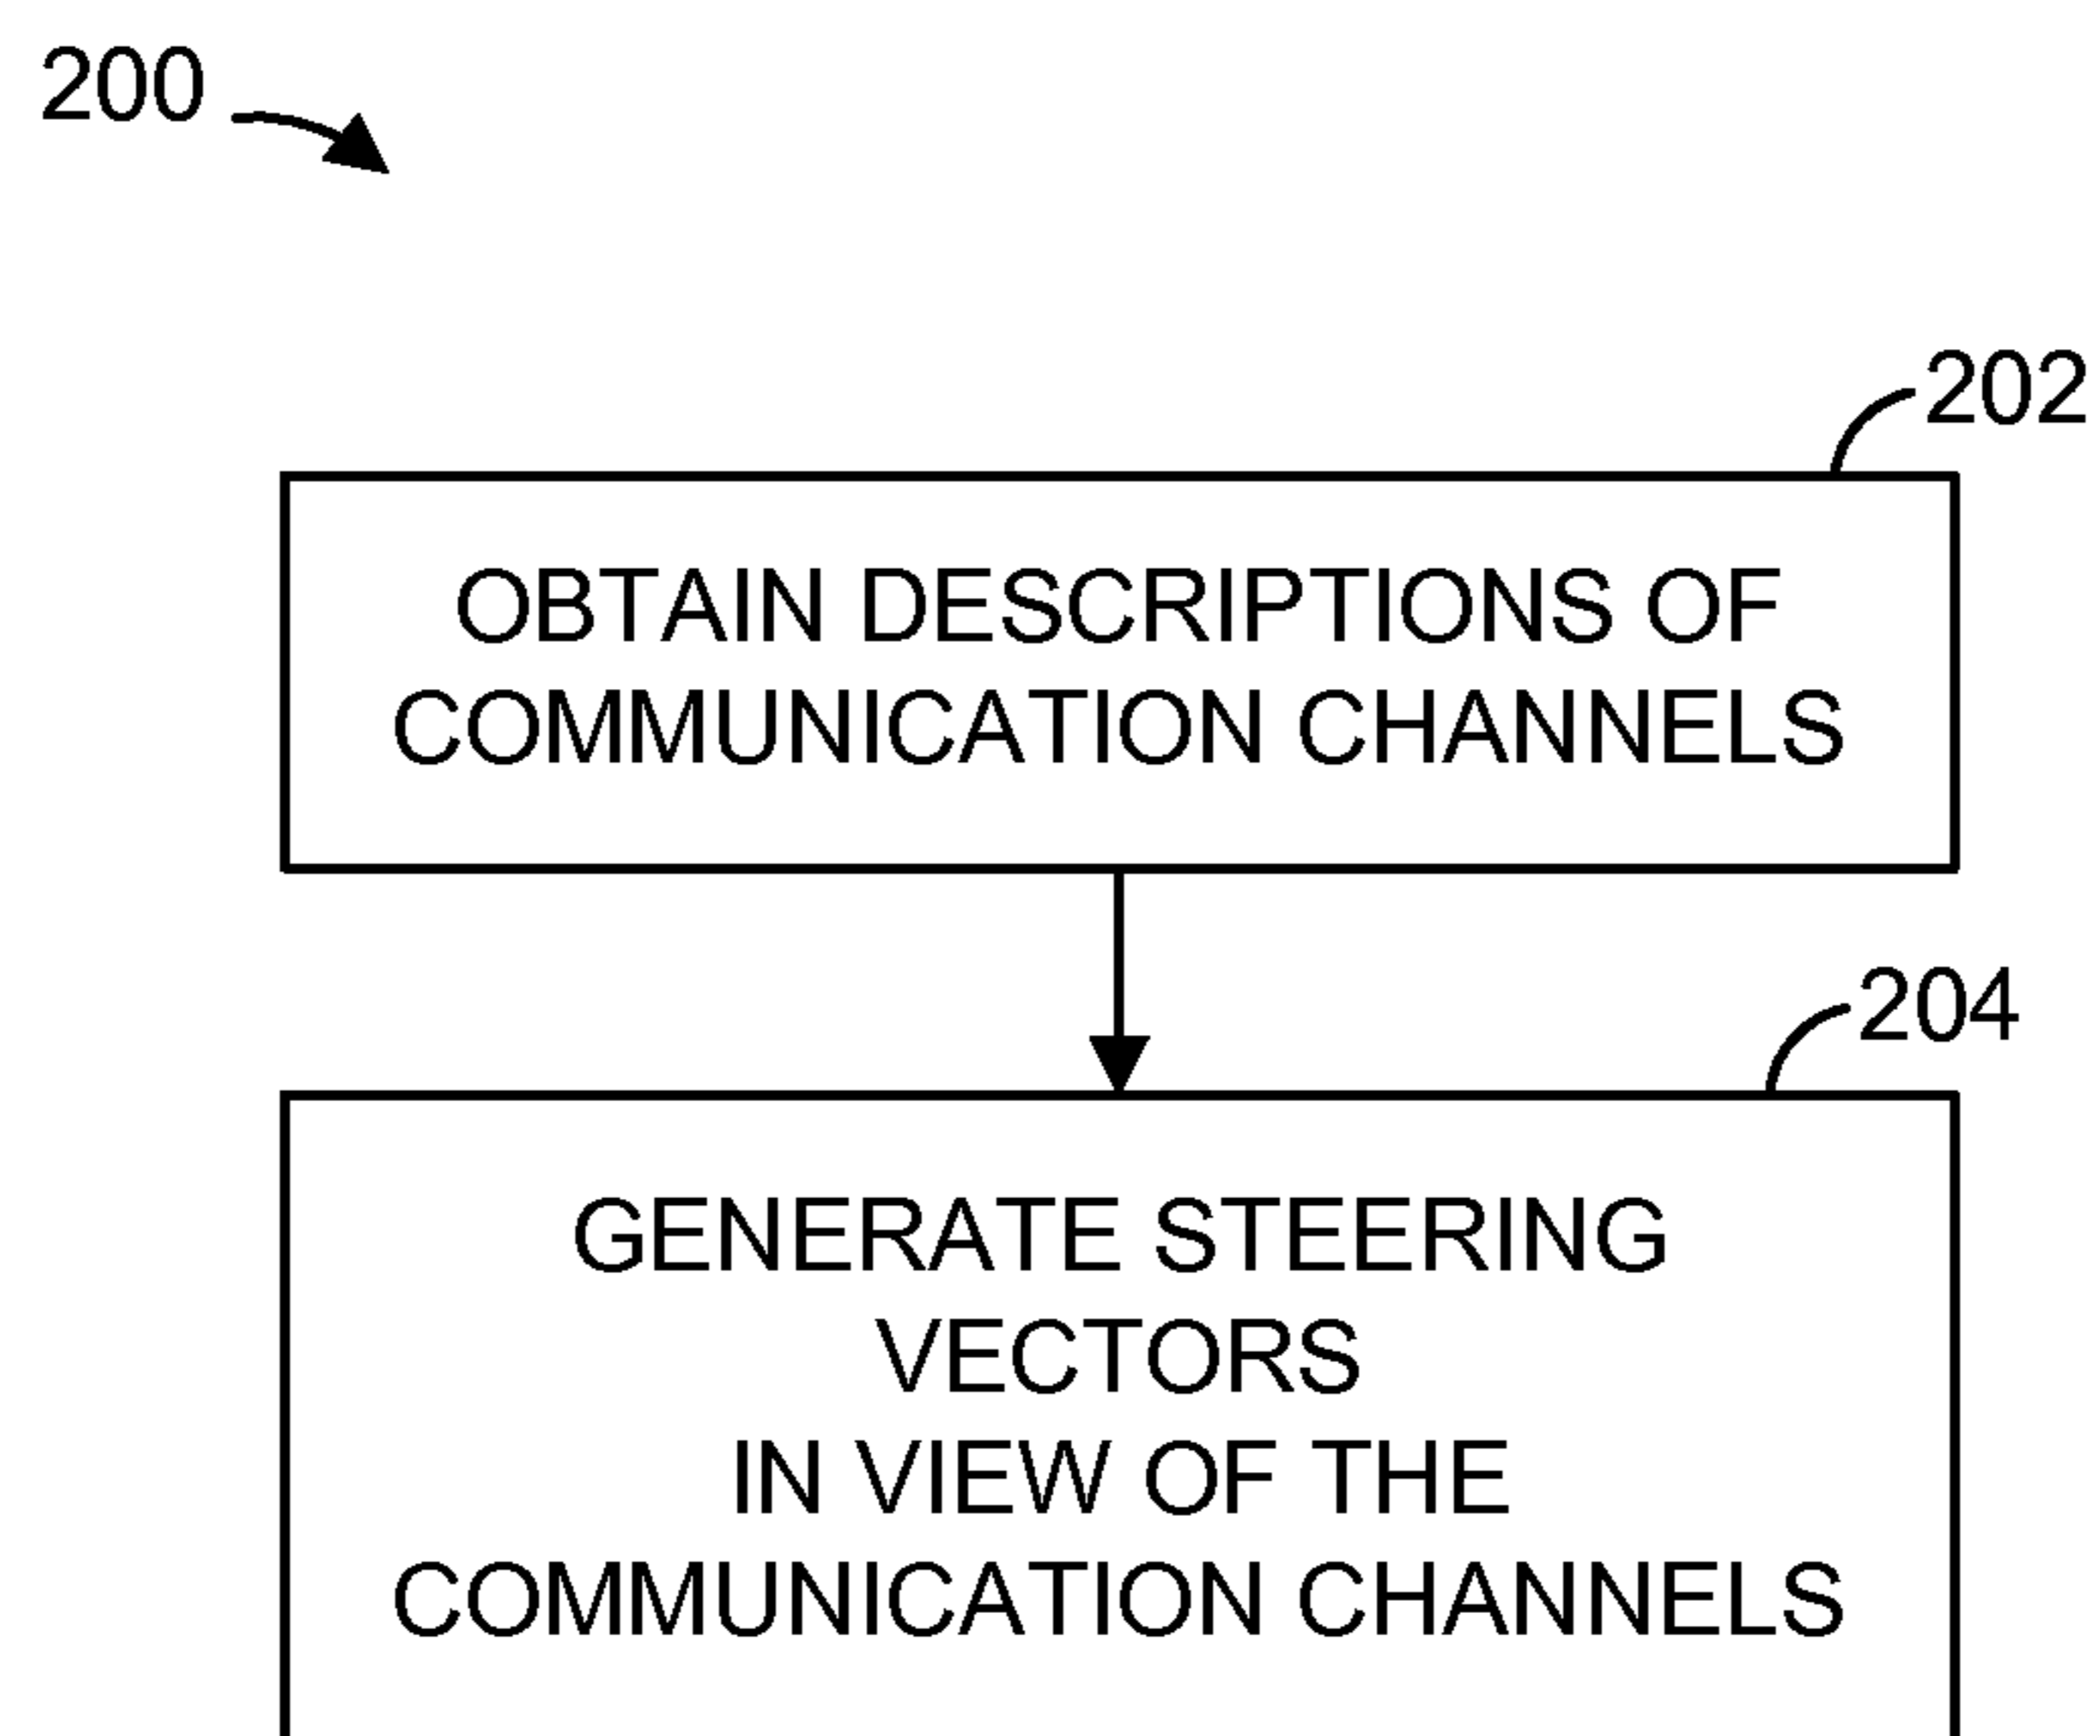 200
202
OBTAIN DESCRIPTIONS OF
COMMUNICATION CHANNELS
204
GENERATE STEERING
VECTORS
IN VIEW OF THE
COMMUNICATION CHANNELS